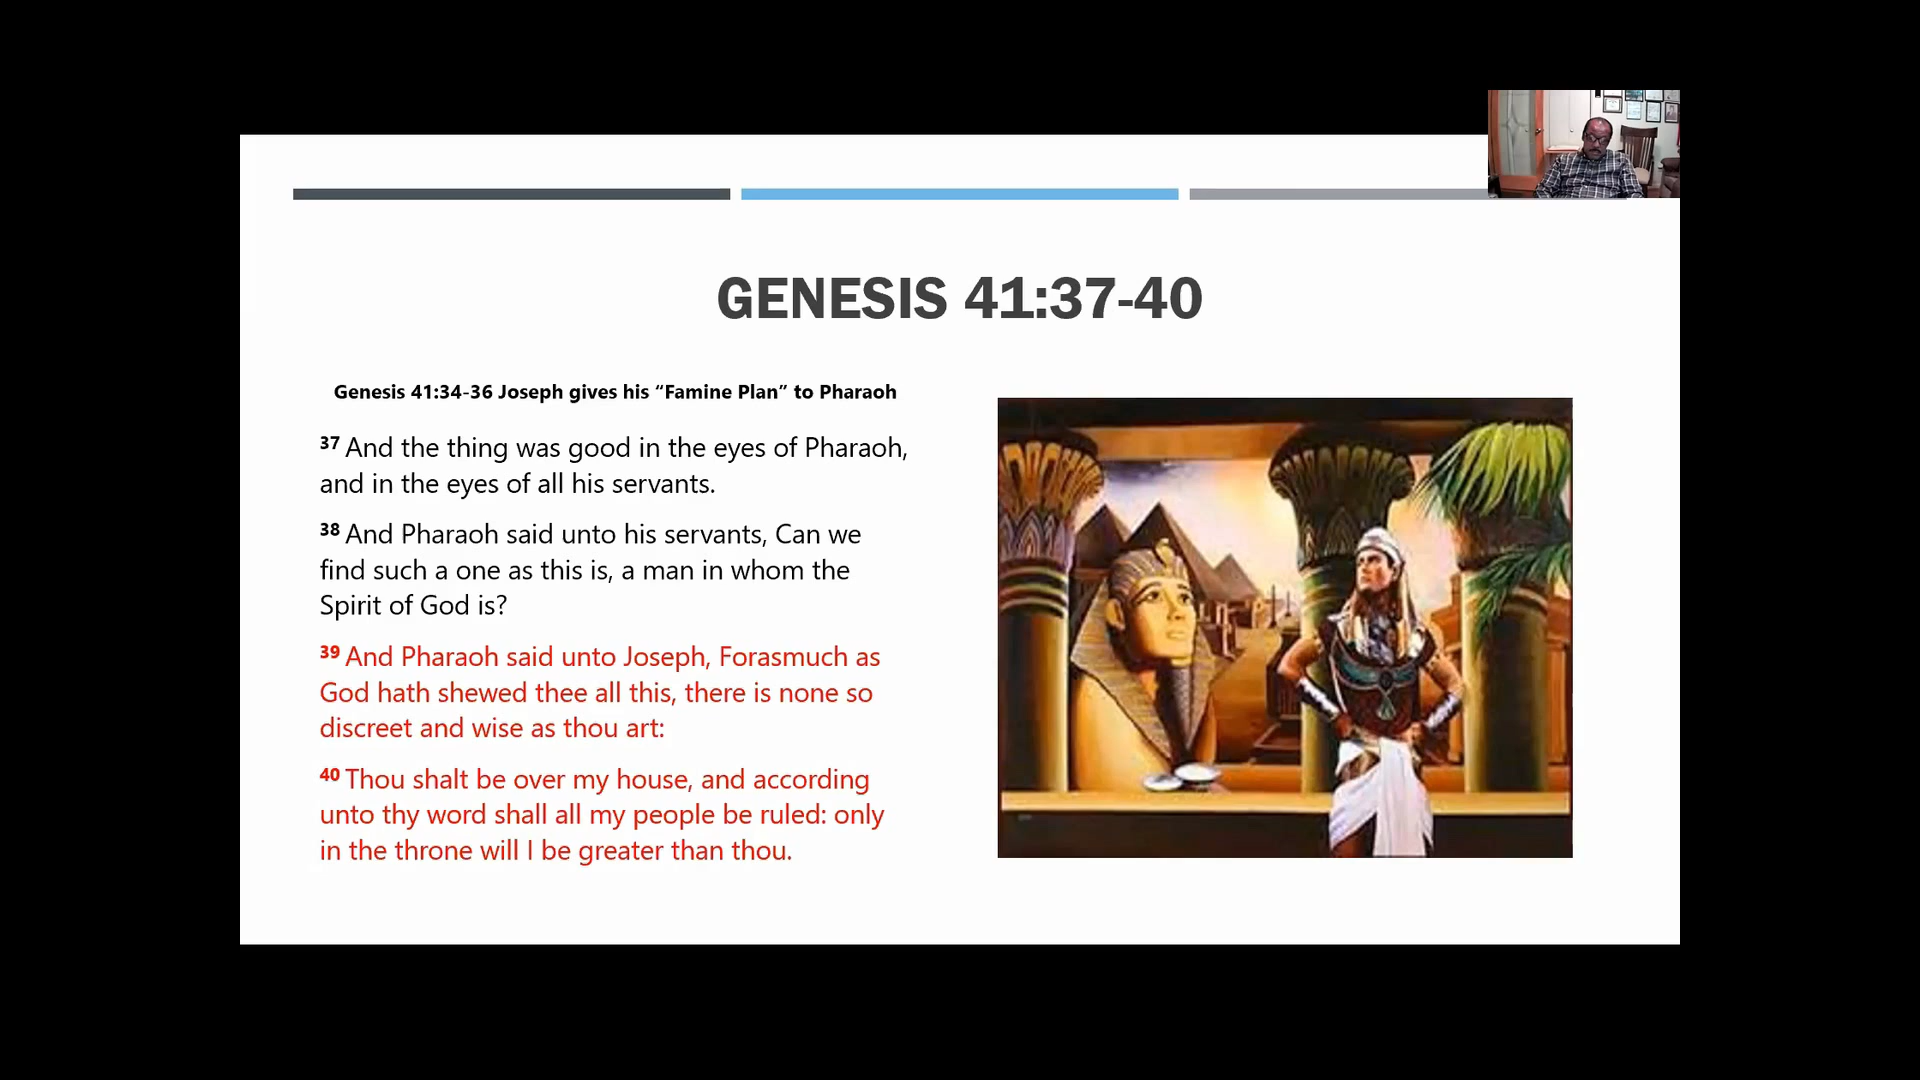 GENESIS 41:37-40
Genesis 41:34-36 Joseph gives his “Famine Plan” to Pharaoh
37 And the thing was good in the eyes of Pharaoh,
and in the eyes of all his servants.
38 And Pharaoh said unto his servants, Can we
find such a one as this is, a man in whom the
Spirit of God is?
39 And Pharaoh said unto Joseph, Forasmuch as
God hath shewed thee all this, there is none so
discreet and wise as thou art:
40 Thou shalt be over my house, and according
unto thy word shall all my people be ruled: only
in the throne will I be greater than thou.